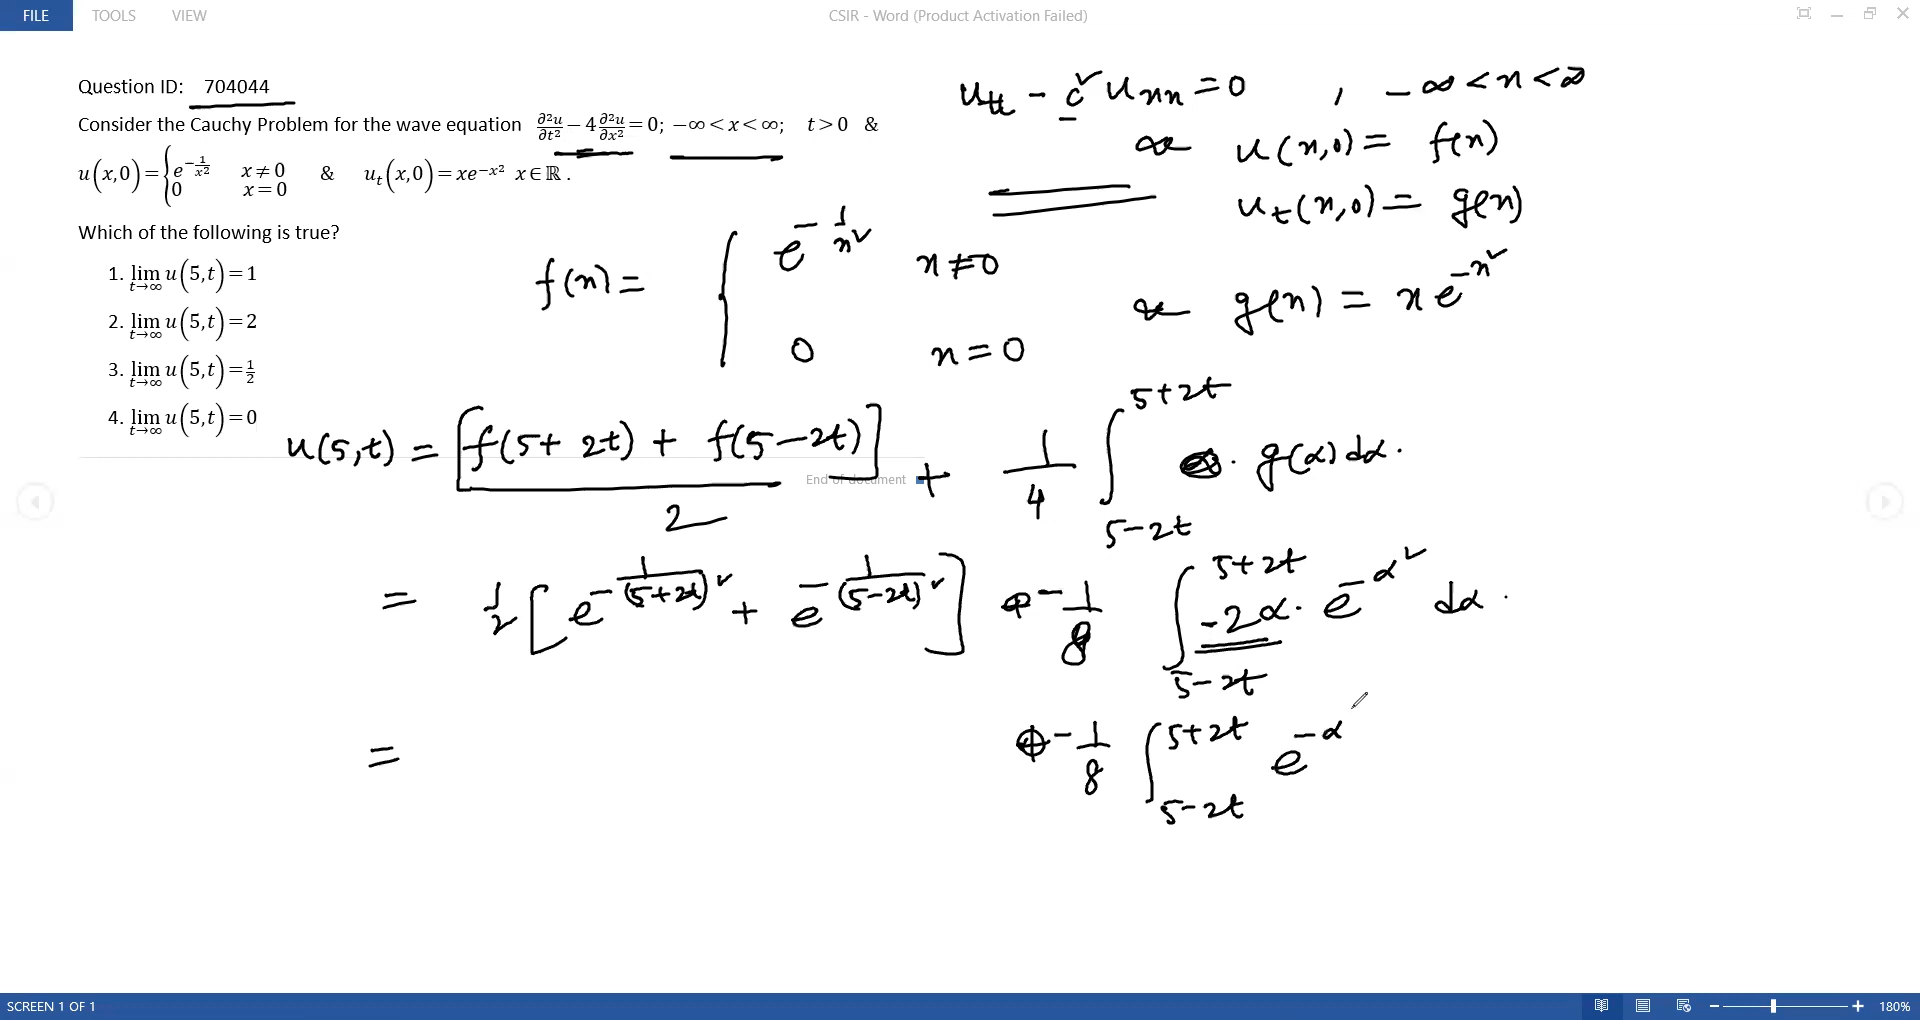 FILE TOOLS VIEW CSIR - Word (Product Activation Failed)
Question ID: 704044
Consider the Cauchy Problem for the wave equation ∂²u/∂t² − 4 ∂²u/∂x² = 0; −∞ < x < ∞; t > 0 &
u(x,0) = { e^(−1/x²) x ≠ 0
0 x = 0 & u_t(x,0) = xe^−x² x ∈ ℝ .
Which of the following is true?
1. lim t→∞ u(5,t) = 1
2. lim t→∞ u(5,t) = 2
3. lim t→∞ u(5,t) = 1/2
4. lim t→∞ u(5,t) = 0
End of document
u_tt − c² u_xx = 0 , −∞ < x < ∞
& u(x,0) = f(x)
u_t(x,0) = g(x)
f(x) = { e^(−1/x²) x ≠ 0
0 x = 0
& g(x) = x e^(−x²)
u(5,t) = [f(5+2t) + f(5−2t)]/2 + 1/4 ∫_{5−2t}^{5+2t} . g(α) dα .
= 1/2 [ e^(−1/(5+2t)²) + e^(−1/(5−2t)²) ] − 1/8 ∫_{5−2t}^{5+2t} −2α . e^(−α²) dα .
= − 1/8 ∫_{5−2t}^{5+2t} e^(−α
SCREEN 1 OF 1 180%